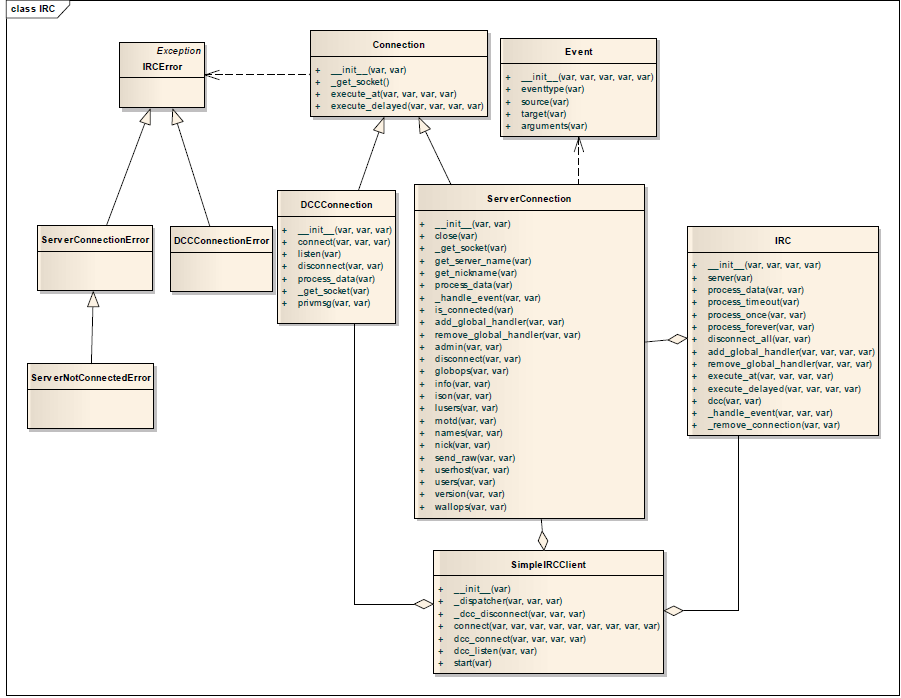 class IRC
Exception
IRCError
Connection
+ __init__(var, var)
+ _get_socket()
+ execute_at(var, var, var, var)
+ execute_delayed(var, var, var, var)
Event
+ __init__(var, var, var, var, var)
+ eventtype(var)
+ source(var)
+ target(var)
+ arguments(var)
ServerConnectionError
DCCConnectionError
ServerNotConnectedError
DCCConnection
+ __init__(var, var, var)
+ connect(var, var, var)
+ listen(var)
+ disconnect(var, var)
+ process_data(var)
+ _get_socket(var)
+ privmsg(var, var)
ServerConnection
+ __init__(var, var)
+ close(var)
+ _get_socket(var)
+ get_server_name(var)
+ get_nickname(var)
+ process_data(var)
+ _handle_event(var, var)
+ is_connected(var)
+ add_global_handler(var, var)
+ remove_global_handler(var, var)
+ admin(var, var)
+ disconnect(var, var)
+ globops(var, var)
+ info(var, var)
+ ison(var, var)
+ lusers(var, var)
+ motd(var, var)
+ names(var, var)
+ nick(var, var)
+ send_raw(var, var)
+ userhost(var, var)
+ users(var, var)
+ version(var, var)
+ wallops(var, var)
IRC
+ __init__(var, var, var, var)
+ server(var)
+ process_data(var, var)
+ process_timeout(var)
+ process_once(var, var)
+ process_forever(var, var)
+ disconnect_all(var, var)
+ add_global_handler(var, var, var, var)
+ remove_global_handler(var, var, var)
+ execute_at(var, var, var, var)
+ execute_delayed(var, var, var, var)
+ dcc(var, var)
+ _handle_event(var, var, var)
+ _remove_connection(var, var)
SimpleIRCClient
+ __init__(var)
+ _dispatcher(var, var, var)
+ _dcc_disconnect(var, var, var)
+ connect(var, var, var, var, var, var, var, var, var)
+ dcc_connect(var, var, var, var)
+ dcc_listen(var, var)
+ start(var)